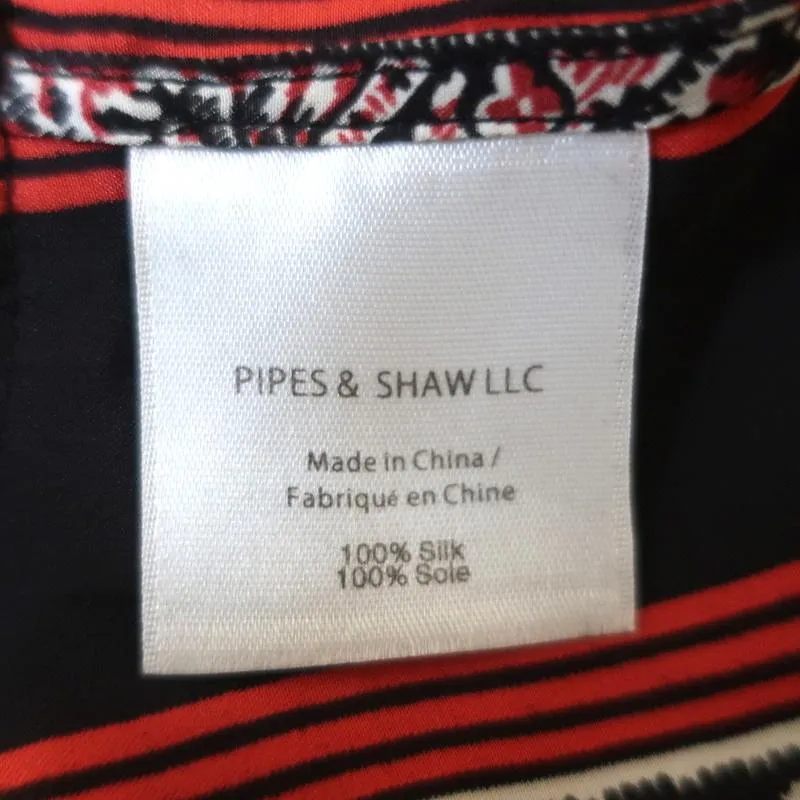 PIPES & SHAW LLC
Made in China /
Fabriqué en Chine
100% Silk
100% Soie